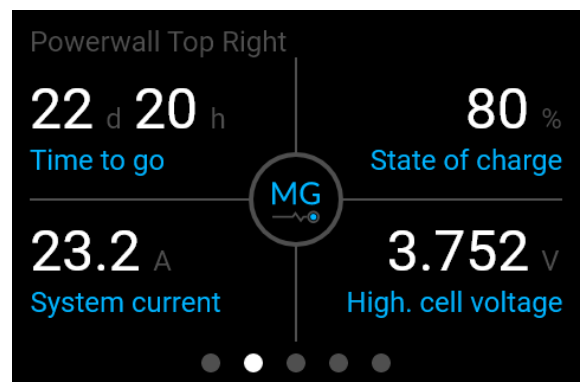 Powerwall Top Right
22 d 20 h
Time to go
80 %
State of charge
MG
23.2 A
System current
3.752 V
High. cell voltage